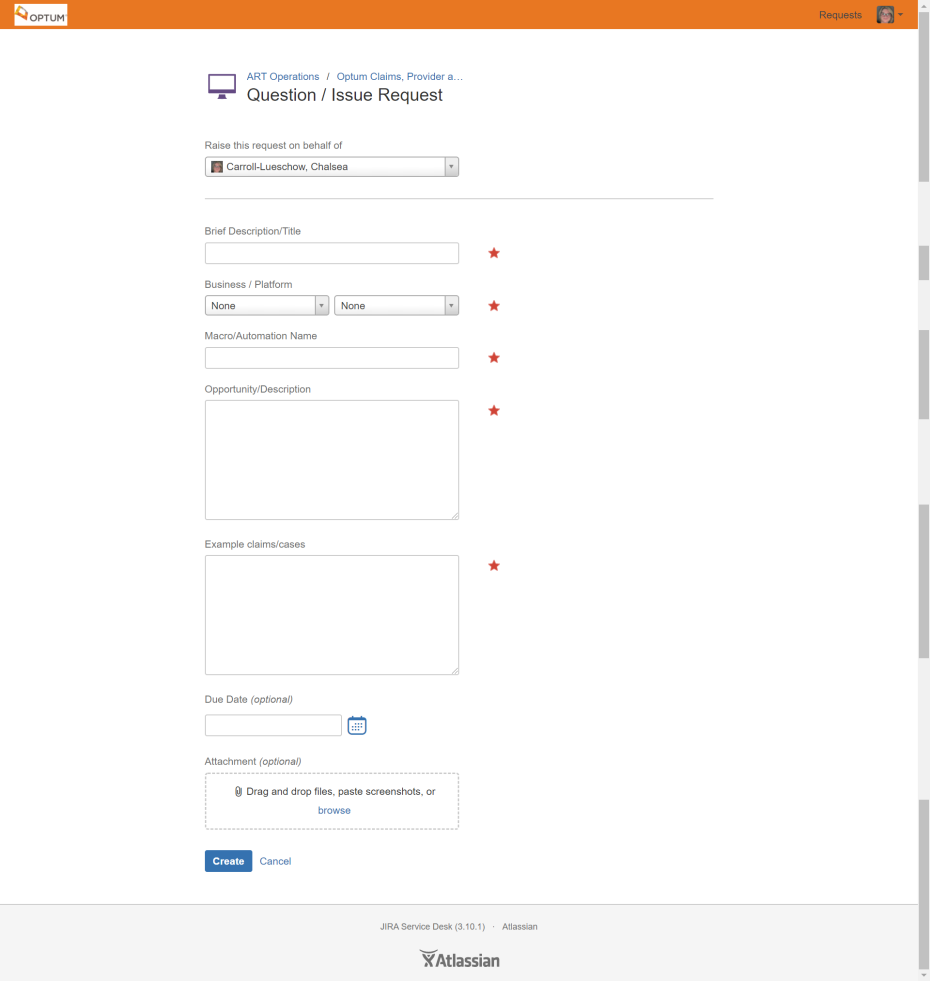 OPTUM
Requests
ART Operations / Optum Claims, Provider a…
Question / Issue Request
Raise this request on behalf of
Carroll-Lueschow, Chalsea
Brief Description/Title
Business / Platform
None None
Macro/Automation Name
Opportunity/Description
Example claims/cases
Due Date (optional)
Attachment (optional)
Drag and drop files, paste screenshots, or
browse
Create Cancel
JIRA Service Desk (3.10.1) · Atlassian
Atlassian